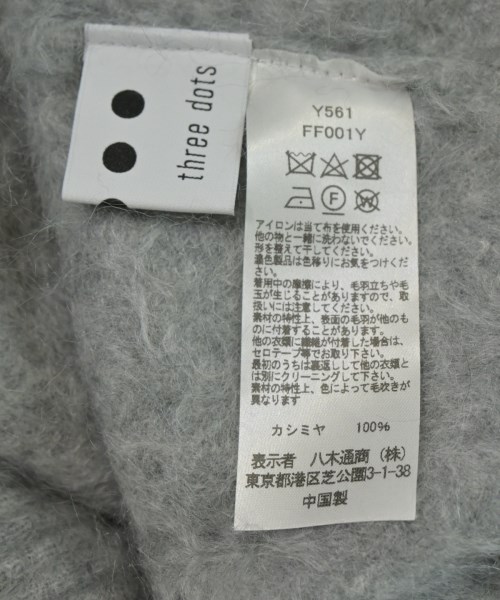 three dots
Y561
FF001Y
F
W
アイロンは当て布を使用ください。
他の物と一緒に洗わないでください。
形を整えて干してください。
濃色製品は色移りにお気をつけくださ
い。
着用中の摩擦により、毛羽立ちや毛
玉が生じることがありますので、取
扱いには注意してください。
素材の特性上、表面の毛羽が他のも
のに付着することがあります。
他の衣類に繊維が付着した場合は、
セロテープ等でお取り下さい。
最初のうちは裏返しして他の衣類と
は別にクリーニングして下さい。
素材の特性上、色によって毛吹きが
異なります
カシミヤ 100%
表示者 八木通商（株）
東京都港区芝公園3-1-38
中国製